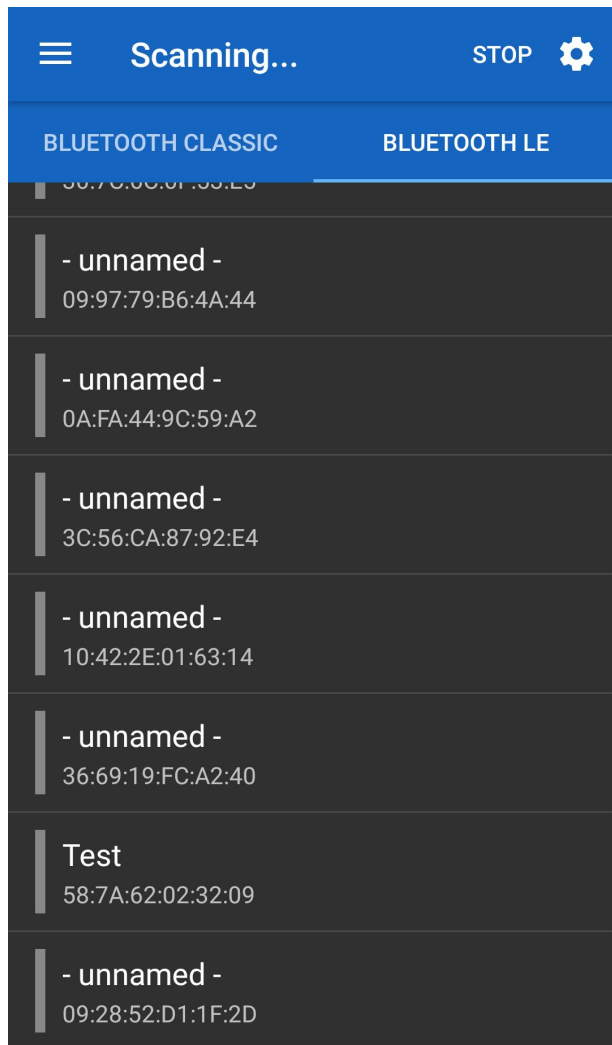 Scanning...
STOP
BLUETOOTH CLASSIC
BLUETOOTH LE
- unnamed -
09:97:79:B6:4A:44
- unnamed -
0A:FA:44:9C:59:A2
- unnamed -
3C:56:CA:87:92:E4
- unnamed -
10:42:2E:01:63:14
- unnamed -
36:69:19:FC:A2:40
Test
58:7A:62:02:32:09
- unnamed -
09:28:52:D1:1F:2D